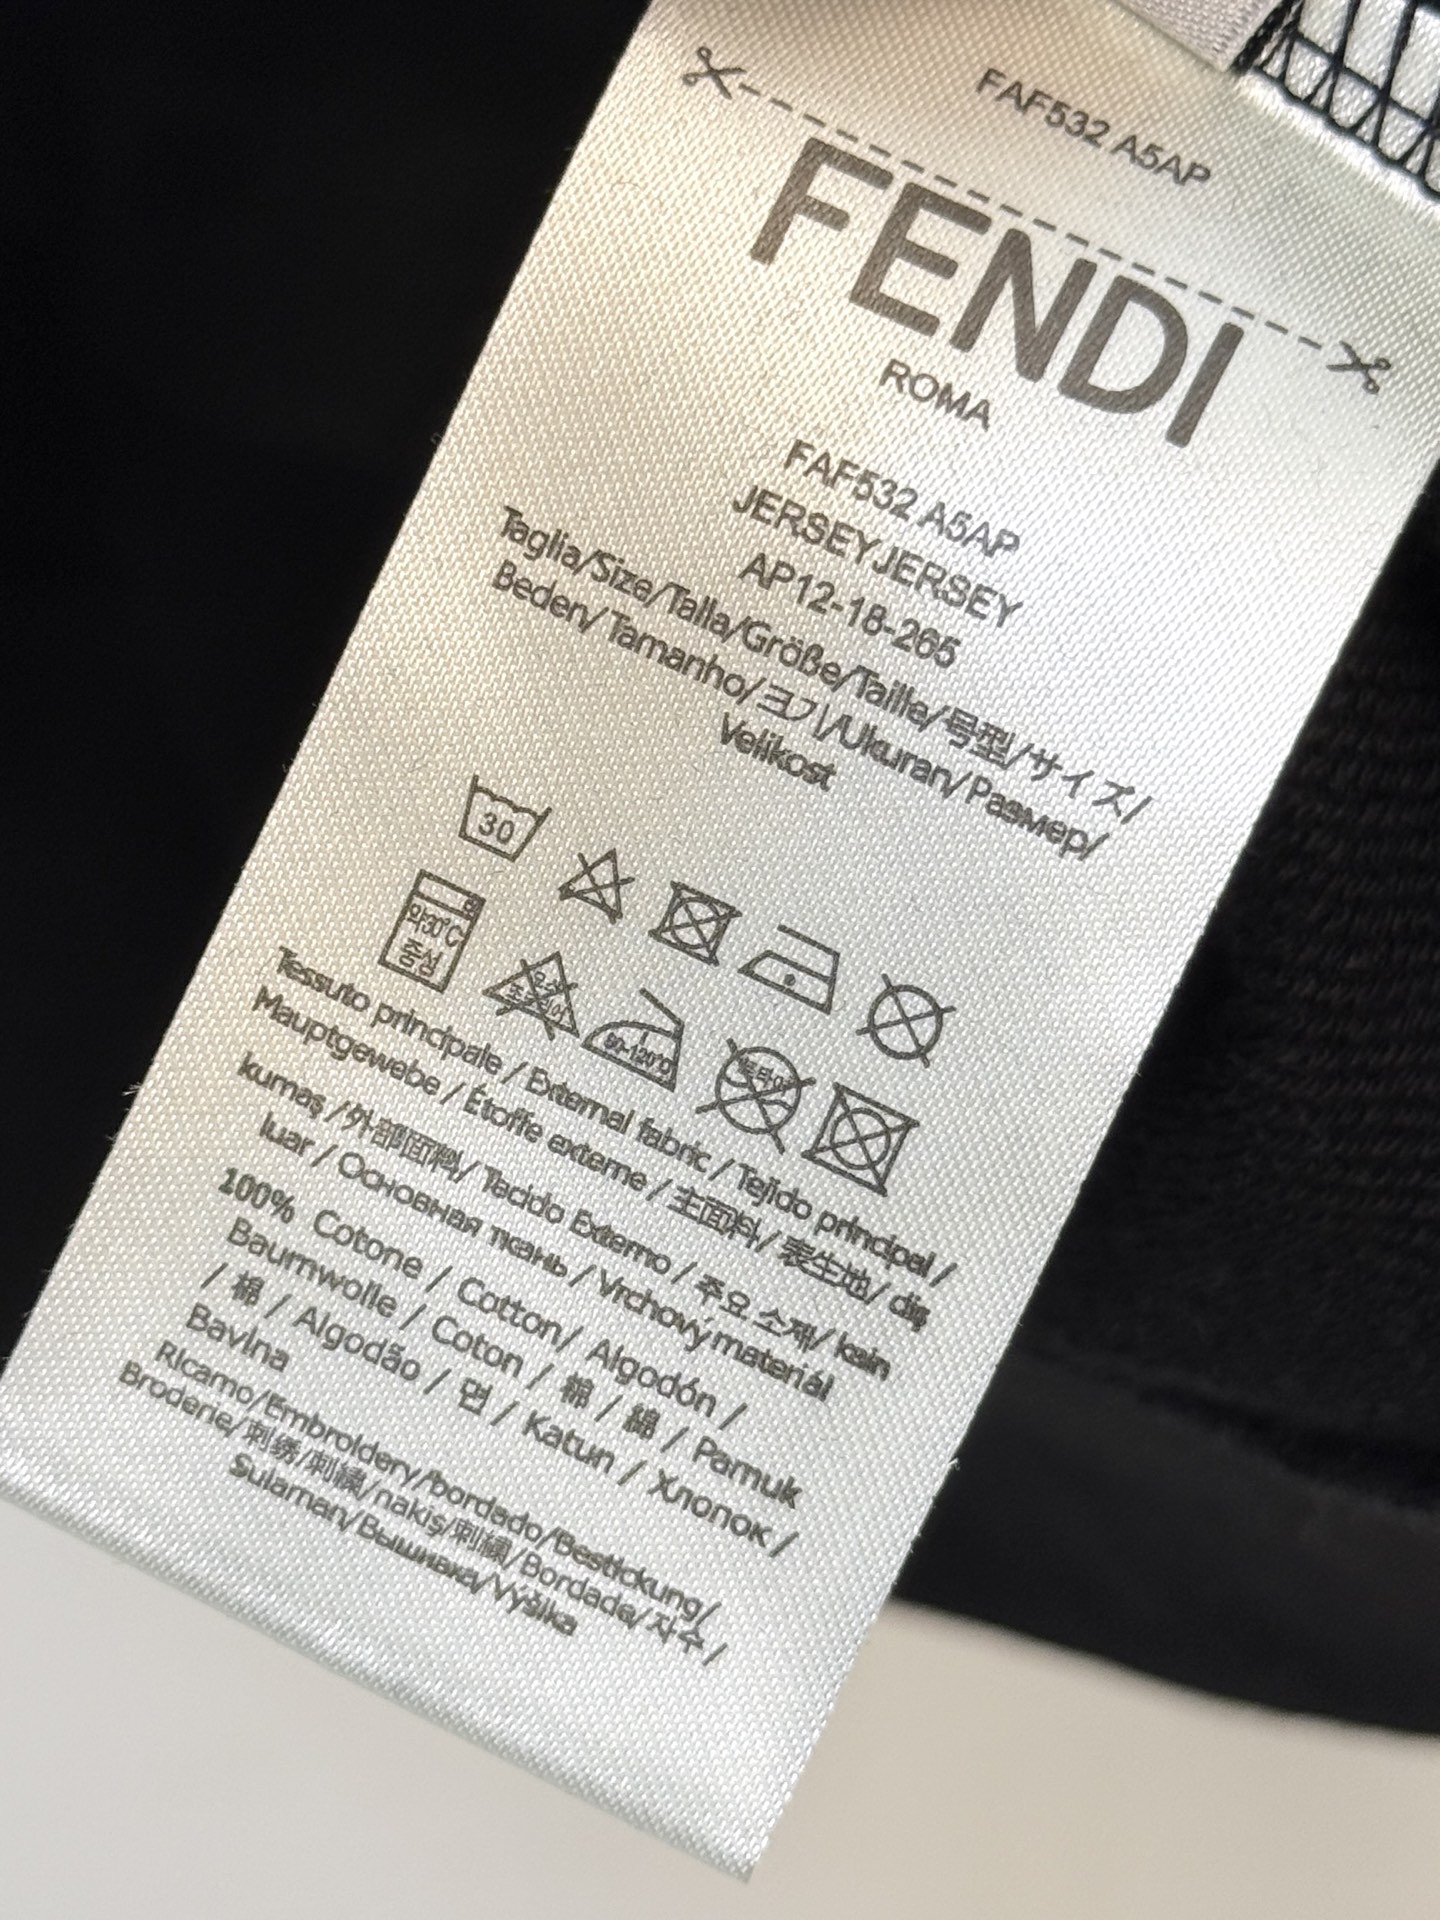 FAF532 A5AP
FENDI
ROMA
FAF532 A5AP
JERSEYJERSEY
AP12-18-265
Taglia/Size/Talla/Größe/Taille/号型/サイズ/
Beden/Tamanho/크기/Ukuran/Размер/
Velikost
30
약30℃
중성
80-120℃
Tessuto principale / External fabric / Tejido principal /
Hauptgewebe / Étoffe externe / 主面料/ 表生地/ dış
kumaş /外部面料/ Tecido Externo / 주요 소재/ kain
luar / Основная ткань / Vrchový materiál
100% Cotone / Cotton/ Algodón /
Baumwolle / Coton / 棉 / 綿 / Pamuk
/ 棉 / Algodão / 면 / Katun / Хлопок /
Bavlna
Ricamo/Embroidery/bordado/Bestickung/
Broderie/刺绣/刺繍/nakış/刺繍/Bordado/자수/
Sulaman/Вышивка/Výšika